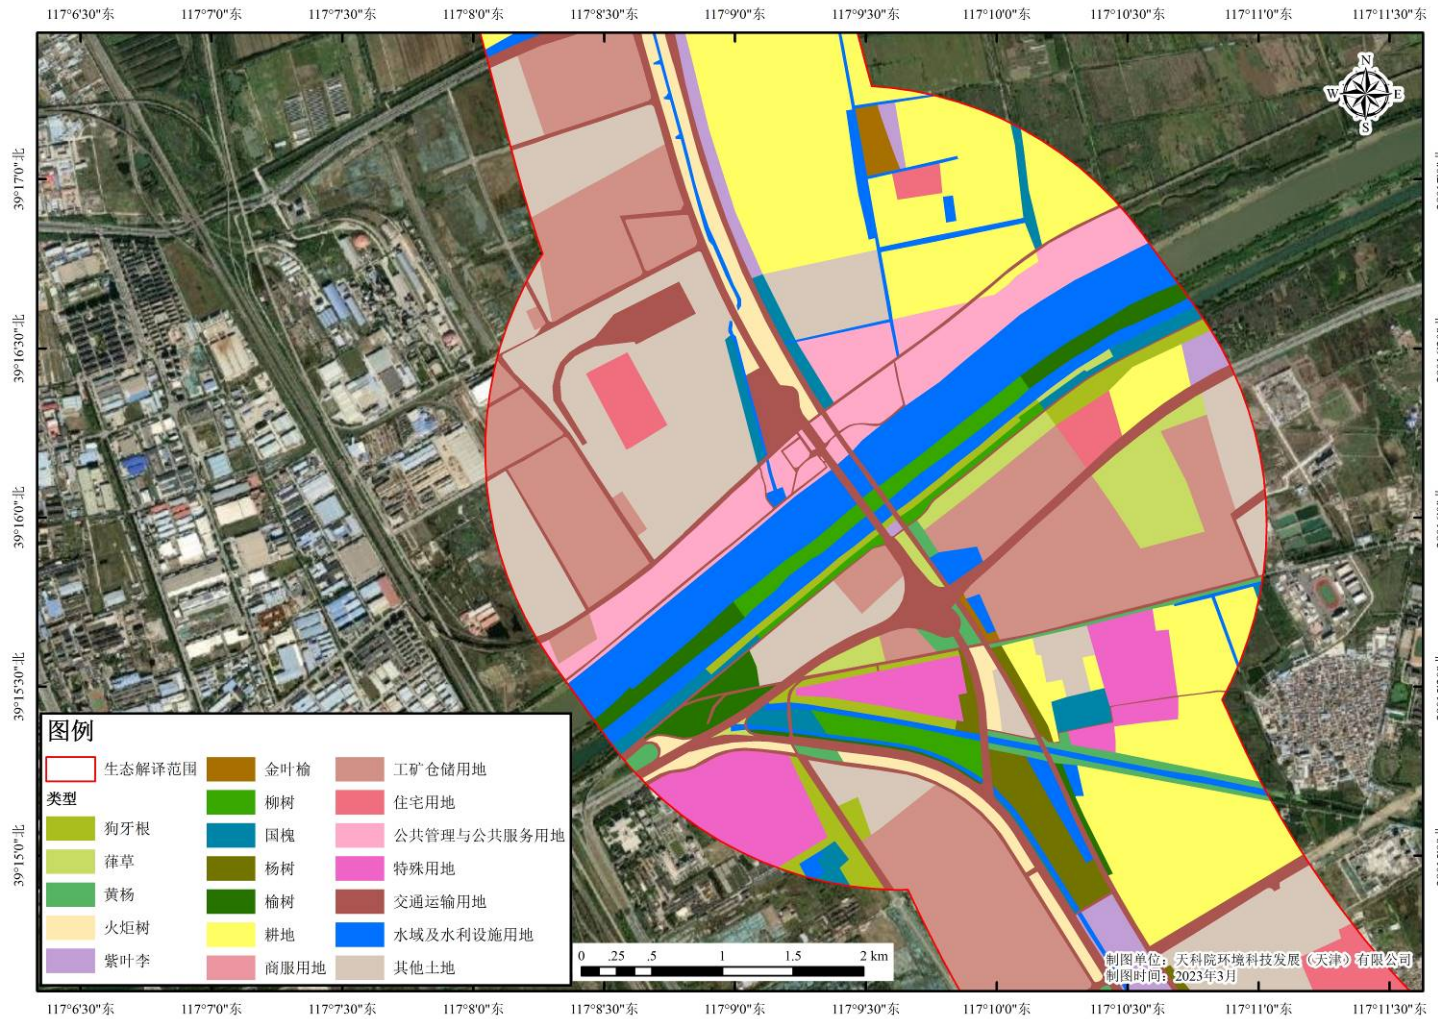 117°6'30"东 117°7'0"东 117°7'30"东 117°8'0"东 117°8'30"东 117°9'0"东 117°9'30"东 117°10'0"东 117°10'30"东 117°11'0"东 117°11'30"东
N
W E
S
39°17'0"北
39°16'30"北
39°16'0"北
39°15'30"北
39°15'0"北
图例
生态解译范围
类型
狗牙根
葎草
黄杨
火炬树
紫叶李
金叶榆
柳树
国槐
杨树
榆树
耕地
商服用地
工矿仓储用地
住宅用地
公共管理与公共服务用地
特殊用地
交通运输用地
水域及水利设施用地
其他土地
0 .25 .5 1 1.5 2 km
制图单位：天科院环境科技发展（天津）有限公司
制图时间：2023年3月
117°6'30"东 117°7'0"东 117°7'30"东 117°8'0"东 117°8'30"东 117°9'0"东 117°9'30"东 117°10'0"东 117°10'30"东 117°11'0"东 117°11'30"东